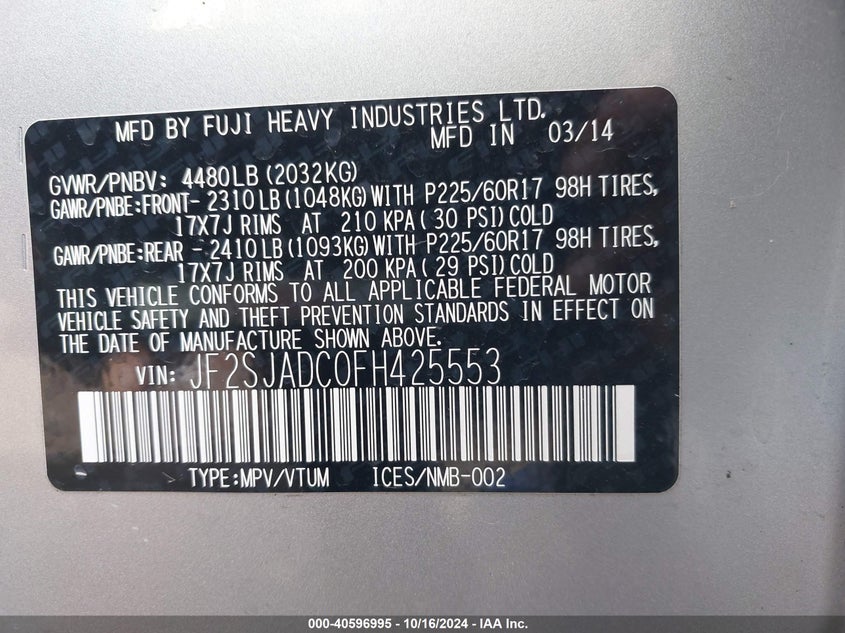 MFD BY FUJI HEAVY INDUSTRIES LTD.
MFD IN 03/14
GVWR/PNBV: 4480LB(2032KG)
GAWR/PNBE:FRONT- 2310LB(1048KG)WITH P225/60R17 98H TIRES,
17X7J RIMS AT 210 KPA(30 PSI)COLD
GAWR/PNBE:REAR - 2410LB(1093KG)WITH P225/60R17 98H TIRES,
17X7J RIMS AT 200 KPA(29 PSI)COLD
THIS VEHICLE CONFORMS TO ALL APPLICABLE FEDERAL MOTOR
VEHICLE SAFETY AND THEFT PREVENTION STANDARDS IN EFFECT ON
THE DATE OF MANUFACTURE SHOWN ABOVE.
VIN: JF2SJADC0FH425553
TYPE:MPV/VTUM ICES/NMB-002
000-40596995 - 10/16/2024 - IAA Inc.